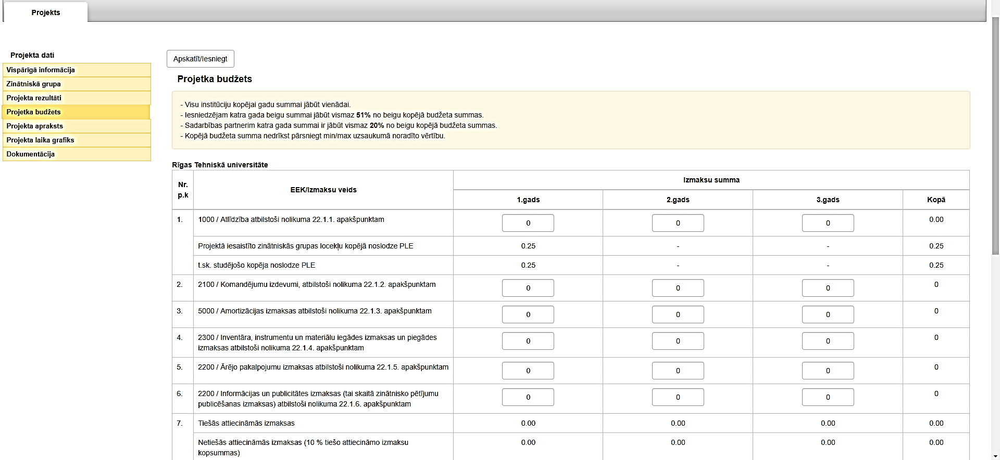 Projekts
Projekta dati
Vispārīgā informācija
Zinātniskā grupa
Projekta rezultāti
Projetka budžets
Projekta apraksts
Projekta laika grafiks
Dokumentācija
Apskatīt/Iesniegt
Projetka budžets
- Visu institūciju kopējai gadu summai jābūt vienādai.
- Iesniedzējam katra gada beigu summai jābūt vismaz 51% no beigu kopējā budžeta summas.
- Sadarbības partnerim katra gada summai ir jābūt vismaz 20% no beigu kopējā budžeta summas.
- Kopējā budžeta summa nedrīkst pārsniegt min/max uzsaukumā noradīto vērtību.
Rīgas Tehniskā universitāte
Nr. p.k EEK/Izmaksu veids Izmaksu summa
1.gads 2.gads 3.gads Kopā
1. 1000 / Atlīdzība atbilstoši nolikuma 22.1.1. apakšpunktam 0 0 0 0.00
Projektā iesaistīto zinātniskās grupas locekļu kopējā noslodze PLE 0.25 - - 0.25
t.sk. studējošo kopēja noslodze PLE 0.25 - - 0.25
2. 2100 / Komandējumu izdevumi, atbilstoši nolikuma 22.1.2. apakšpunktam 0 0 0 0
3. 5000 / Amortizācijas izmaksas atbilstoši nolikuma 22.1.3. apakšpunktam 0 0 0 0
4. 2300 / Inventāra, instrumentu un materiālu iegādes izmaksas un piegādes
izmaksas atbilstoši nolikuma 22.1.4. apakšpunktam 0 0 0 0
5. 2200 / Ārējo pakalpojumu izmaksas atbilstoši nolikuma 22.1.5. apakšpunktam 0 0 0 0
6. 2200 / Informācijas un publicitātes izmaksas (tai skaitā zinātnisko pētījumu
publicēšanas izmaksas) atbilstoši nolikuma 22.1.6. apakšpunktam 0 0 0 0
7. Tiešās attiecināmās izmaksas 0.00 0.00 0.00 0.00
Netiešās attiecināmās izmaksas (10 % tiešo attiecināmo izmaksu
kopsummas) 0.00 0.00 0.00 0.00